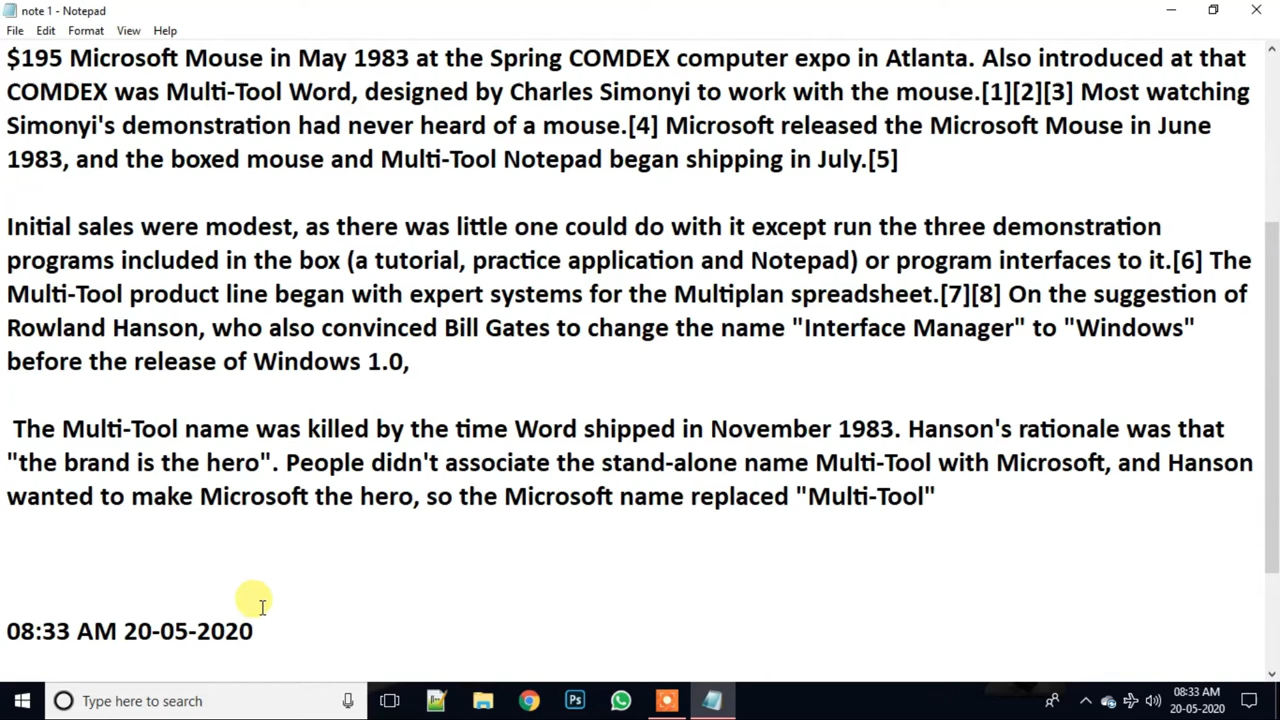 note 1 - Notepad
File Edit Format View Help
$195 Microsoft Mouse in May 1983 at the Spring COMDEX computer expo in Atlanta. Also introduced at that
COMDEX was Multi-Tool Word, designed by Charles Simonyi to work with the mouse.[1][2][3] Most watching
Simonyi's demonstration had never heard of a mouse.[4] Microsoft released the Microsoft Mouse in June
1983, and the boxed mouse and Multi-Tool Notepad began shipping in July.[5]
Initial sales were modest, as there was little one could do with it except run the three demonstration
programs included in the box (a tutorial, practice application and Notepad) or program interfaces to it.[6] The
Multi-Tool product line began with expert systems for the Multiplan spreadsheet.[7][8] On the suggestion of
Rowland Hanson, who also convinced Bill Gates to change the name "Interface Manager" to "Windows"
before the release of Windows 1.0,
The Multi-Tool name was killed by the time Word shipped in November 1983. Hanson's rationale was that
"the brand is the hero". People didn't associate the stand-alone name Multi-Tool with Microsoft, and Hanson
wanted to make Microsoft the hero, so the Microsoft name replaced "Multi-Tool"
08:33 AM 20-05-2020
Type here to search
Ps
08:33 AM
20-05-2020